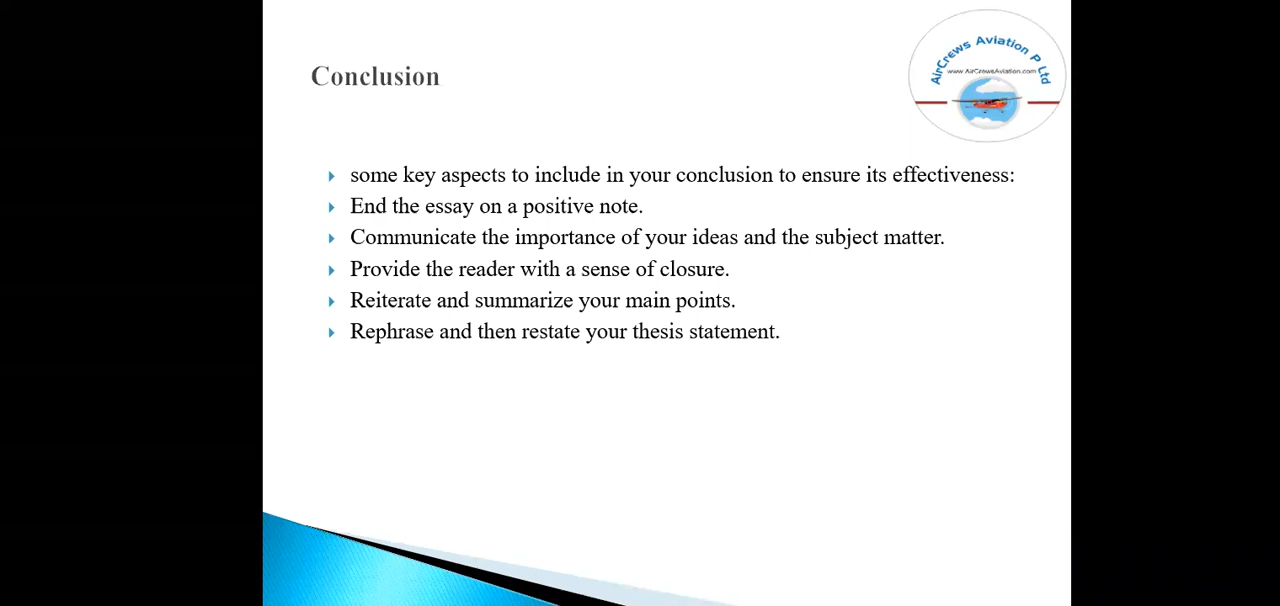 AirCrews Aviation P Ltd
www.AirCrewsAviation.com
Conclusion
some key aspects to include in your conclusion to ensure its effectiveness:
End the essay on a positive note.
Communicate the importance of your ideas and the subject matter.
Provide the reader with a sense of closure.
Reiterate and summarize your main points.
Rephrase and then restate your thesis statement.